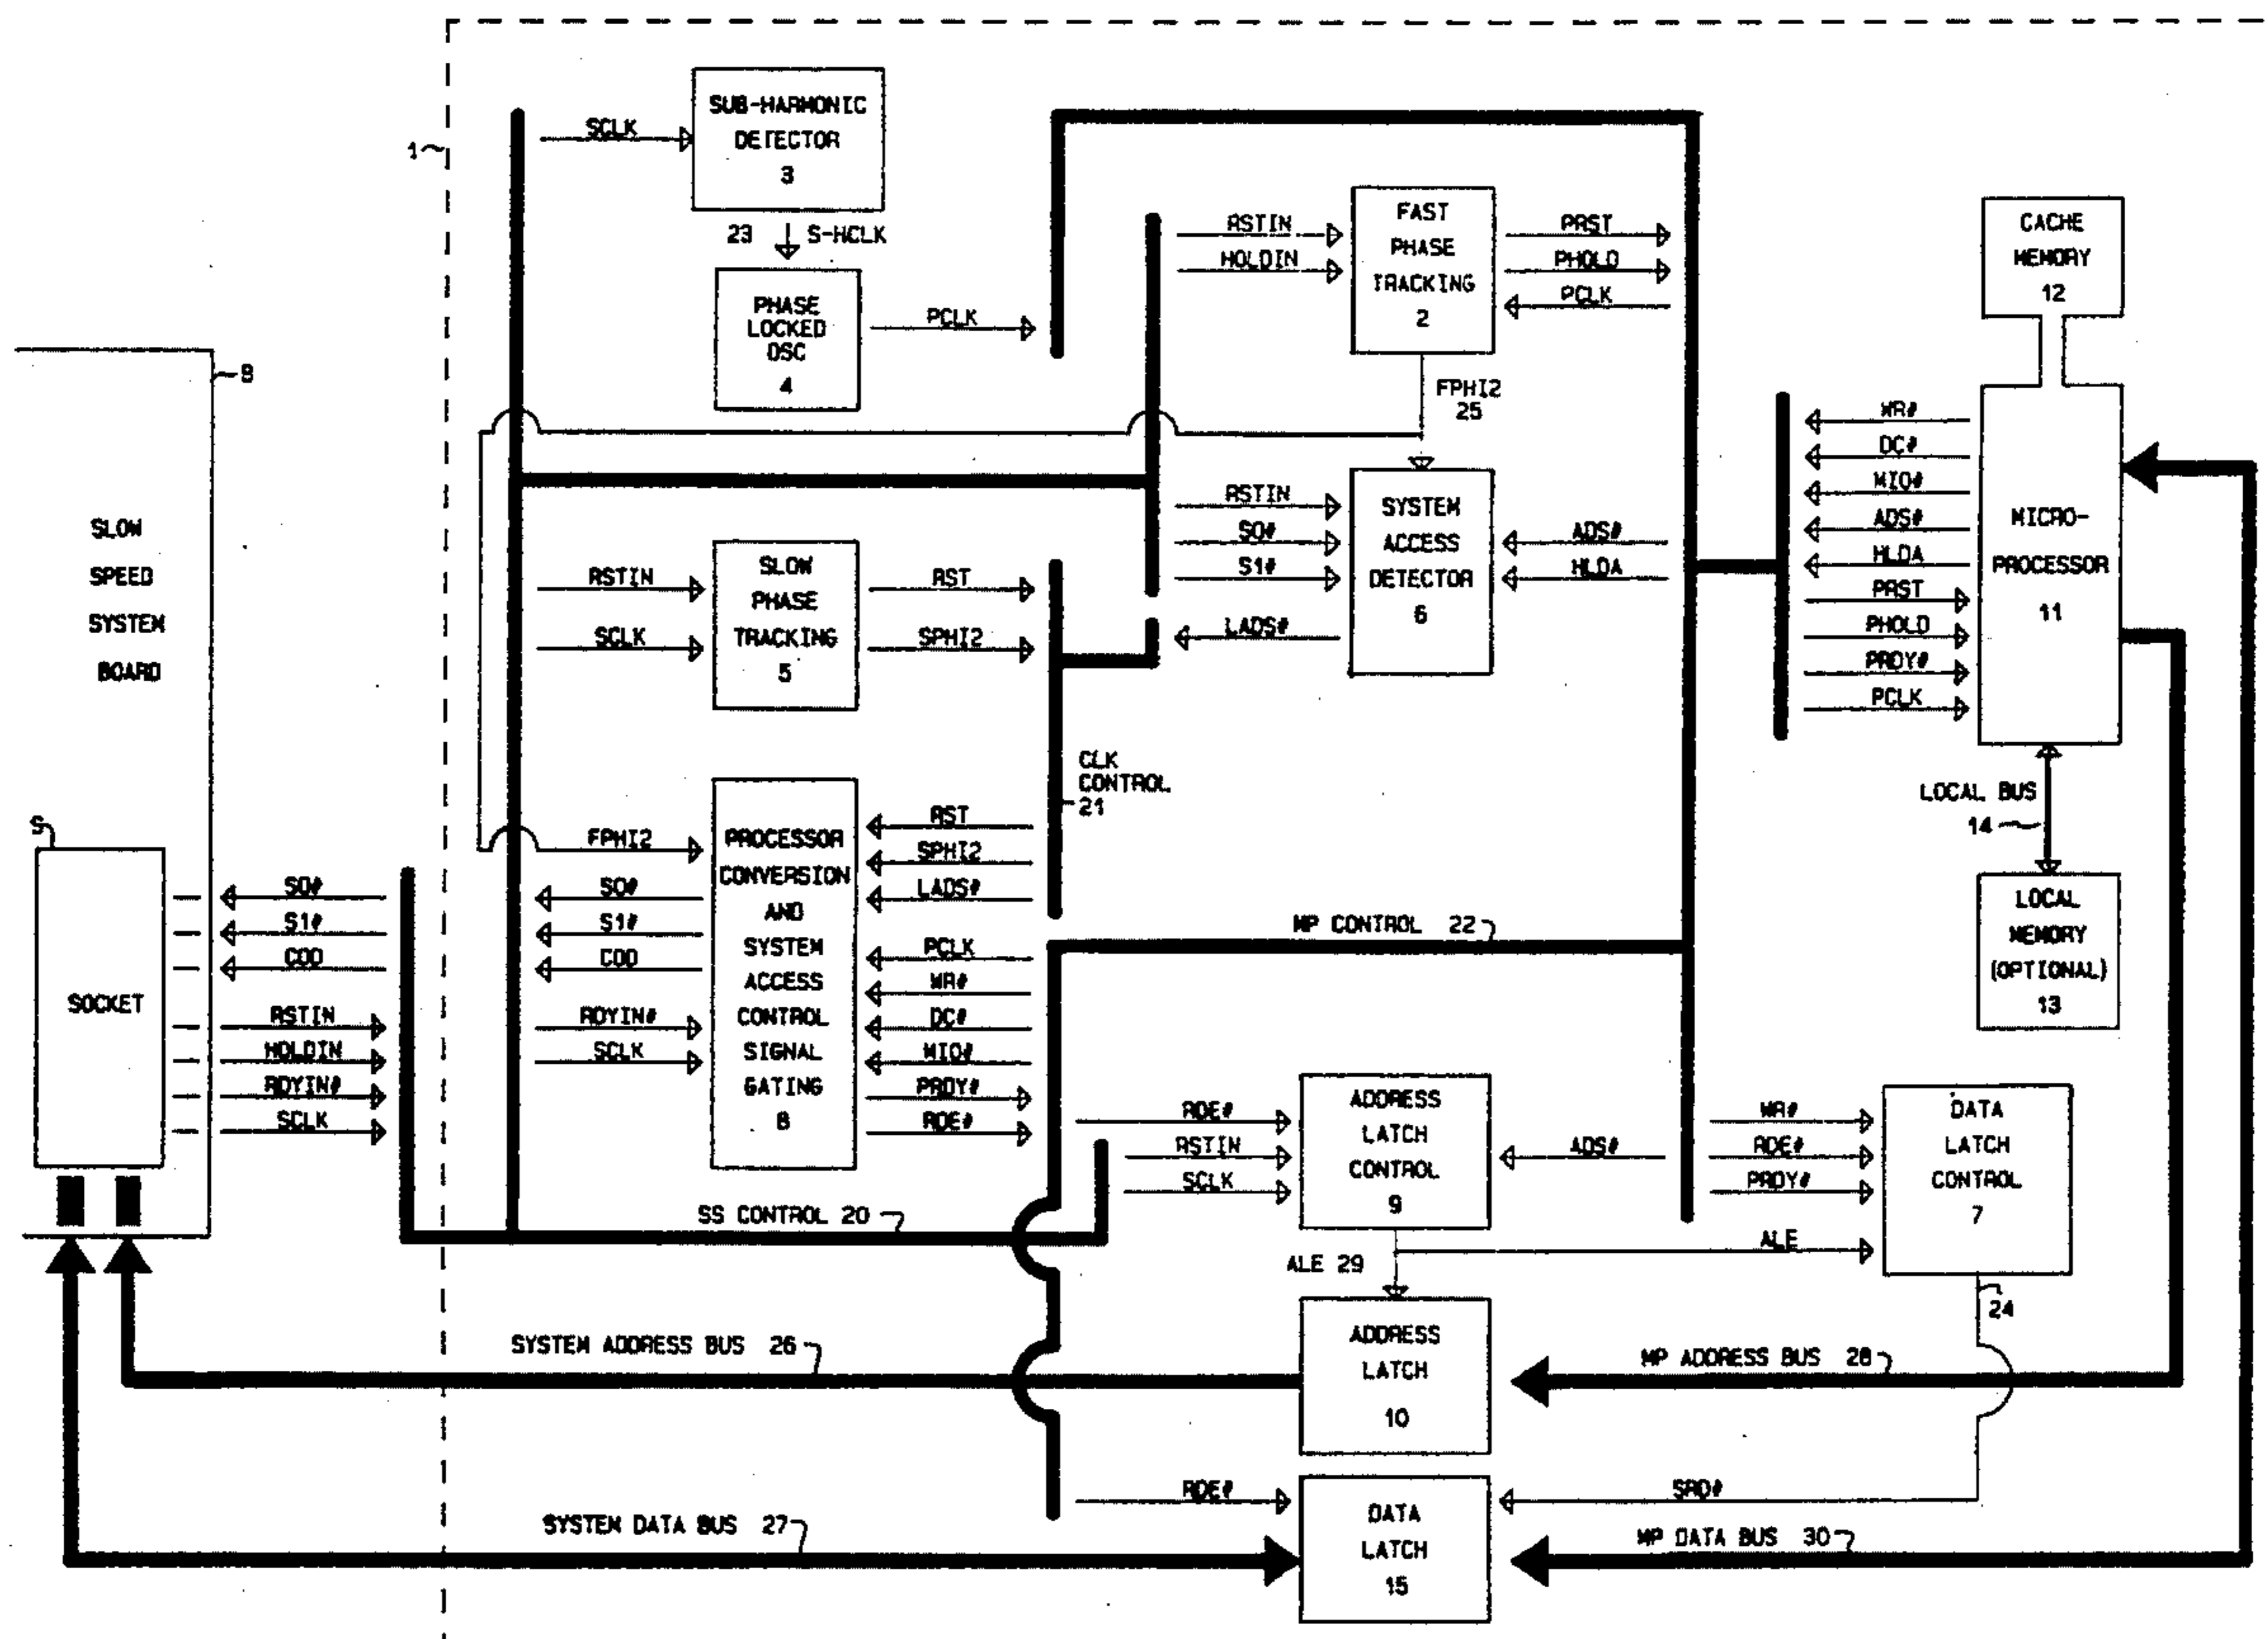 1
SUB-HARMONIC
DETECTOR
3
SCLK
23 S-HCLK
PHASE
LOCKED
OSC
4
PCLK
RSTIN
HOLDIN
FAST
PHASE
TRACKING
2
PRST
PHOLD
PCLK
FPHI2
25
CACHE
MEMORY
12
B
SLOW
SPEED
SYSTEM
BOARD
RSTIN
SCLK
SLOW
PHASE
TRACKING
5
RST
SPHI2
RSTIN
S0#
S1#
LADS#
SYSTEM
ACCESS
DETECTOR
6
ADS#
HLDA
WR#
DC#
MIO#
ADS#
HLDA
PRST
PHOLD
PRDY#
PCLK
MICRO-
PROCESSOR
11
CLK
CONTROL
21
LOCAL BUS
14
LOCAL
MEMORY
(OPTIONAL)
13
S
SOCKET
S0#
S1#
COD
RSTIN
HOLDIN
RDYIN#
SCLK
FPHI2
S0#
S1#
COD
RDYIN#
SCLK
PROCESSOR
CONVERSION
AND
SYSTEM
ACCESS
CONTROL
SIGNAL
GATING
8
RST
SPHI2
LADS#
PCLK
WR#
DC#
MIO#
PRDY#
ROE#
MP CONTROL 22
ROE#
RSTIN
SCLK
ADDRESS
LATCH
CONTROL
9
ADS#
WR#
ROE#
PRDY#
ALE
DATA
LATCH
CONTROL
7
SS CONTROL 20
ALE 29
24
SYSTEM ADDRESS BUS 26
ADDRESS
LATCH
10
MP ADDRESS BUS 28
ROE#
DATA
LATCH
15
SRD#
SYSTEM DATA BUS 27
MP DATA BUS 30